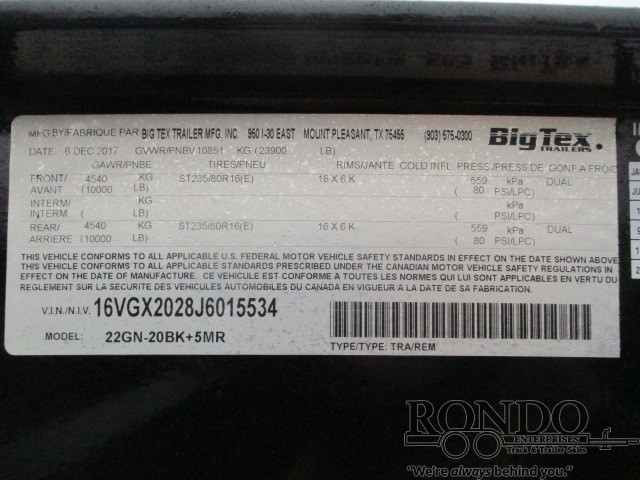 MFG BY/FABRIQUE PAR BIG TEX TRAILER MFG. INC. 950 I-30 EAST MOUNT PLEASANT, TX 75455 (903) 575-0300
BigTex.
TRAILERS
DATE 6 DEC 2017 GVWR/PNBV 10851 KG (23900 LB)
GAWR/PNBE TIRES/PNEU RIMS/JANTE COLD INFL PRESS/PRES'DE GONF A FROID
FRONT/ 4540 KG ST235/80R16(E) 16 X 6 K 559 kPa DUAL
AVANT (10000 LB) ( 80 PSI/LPC)
INTERM/ KG kPa
INTERM. ( LB) ( PSI/LPC)
REAR/ 4540 KG ST235/80R16(E) 16 X 6 K 559 kPa DUAL
ARRIERE (10000 LB) ( 80 PSI/LPC)
THIS VEHICLE CONFORMS TO ALL APPLICABLE U.S. FEDERAL MOTOR VEHICLE SAFETY STANDARDS IN EFFECT ON THE DATE SHOWN ABOVE.
THIS VEHICLE CONFORMS TO ALL APPLICABLE STANDARDS PRESCRIBED UNDER THE CANADIAN MOTOR VEHICLE SAFETY REGULATIONS IN
EFFECT ON THE DATE OF MANUFACTURE. CE VEHICULE EST CONFORME A TOUTES LES NORMES QUI LUI SONT APPLICABLES EN VERTU DU
REGLEMENT SUR LA SECURITE DES VEHICULES AUTOMOBILES DU CANADA EN VIGUEUR A LA DATE DE SA FABRICATION.
V.I.N./N.I.V. 16VGX2028J6015534
MODEL: 22GN-20BK+5MR
TYPE/TYPE: TRA/REM
RONDO
ENTERPRISES
Truck & Trailer Sales
"We're always behind you."